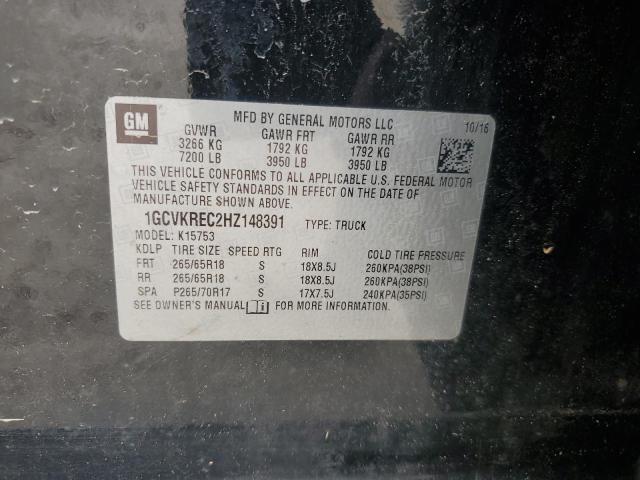 GM
MFD BY GENERAL MOTORS LLC 10/16
GVWR GAWR FRT GAWR RR
3266 KG 1792 KG 1792 KG
7200 LB 3950 LB 3950 LB
THIS VEHICLE CONFORMS TO ALL APPLICABLE U.S. FEDERAL MOTOR
VEHICLE SAFETY STANDARDS IN EFFECT ON THE DATE OF
MANUFACTURE SHOWN ABOVE.
1GCVKREC2HZ148391 TYPE: TRUCK
MODEL: K15753
KDLP TIRE SIZE SPEED RTG RIM COLD TIRE PRESSURE
FRT 265/65R18 S 18X8.5J 260KPA(38PSI)
RR 265/65R18 S 18X8.5J 260KPA(38PSI)
SPA P265/70R17 S 17X7.5J 240KPA(35PSI)
SEE OWNER'S MANUAL i FOR MORE INFORMATION.